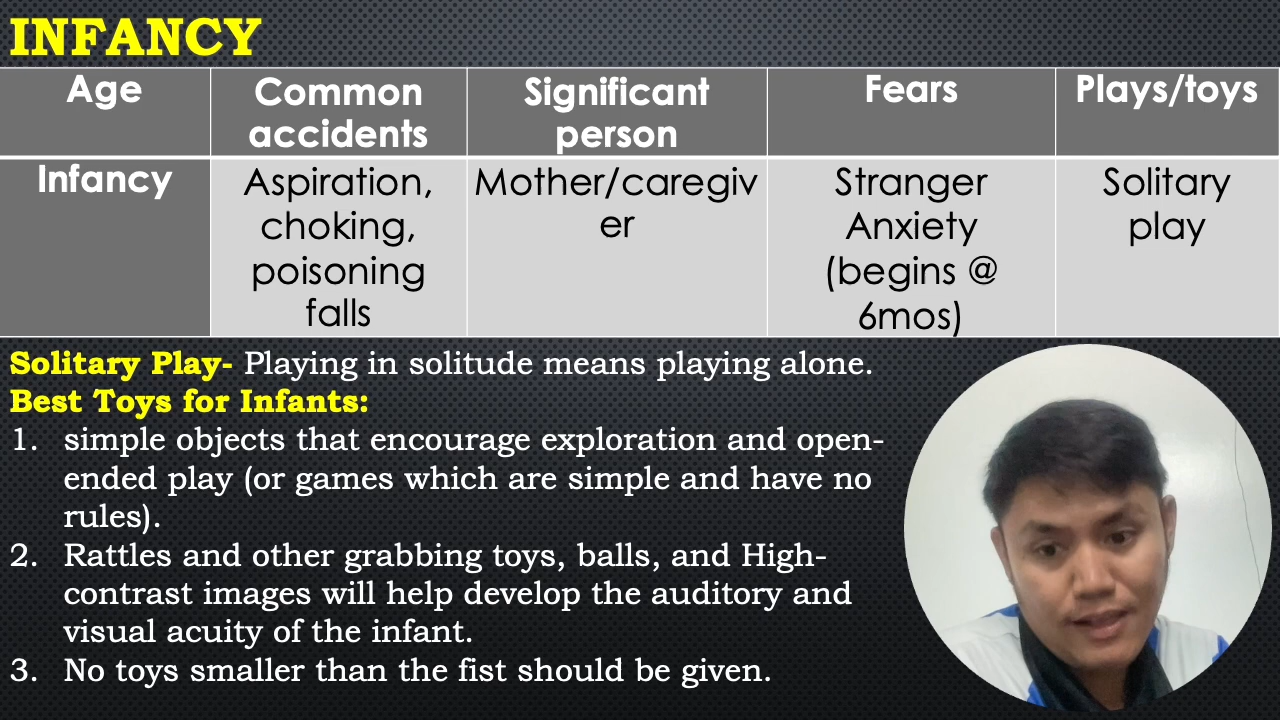 INFANCY
Age
Common
accidents
Significant
person
Fears
Plays/toys
Infancy
Aspiration,
choking,
poisoning
falls
Mother/caregiv
er
Stranger
Anxiety
(begins @
6mos)
Solitary
play
Solitary Play- Playing in solitude means playing alone.
Best Toys for Infants:
1. simple objects that encourage exploration and open-
ended play (or games which are simple and have no
rules).
2. Rattles and other grabbing toys, balls, and High-
contrast images will help develop the auditory and
visual acuity of the infant.
3. No toys smaller than the fist should be given.